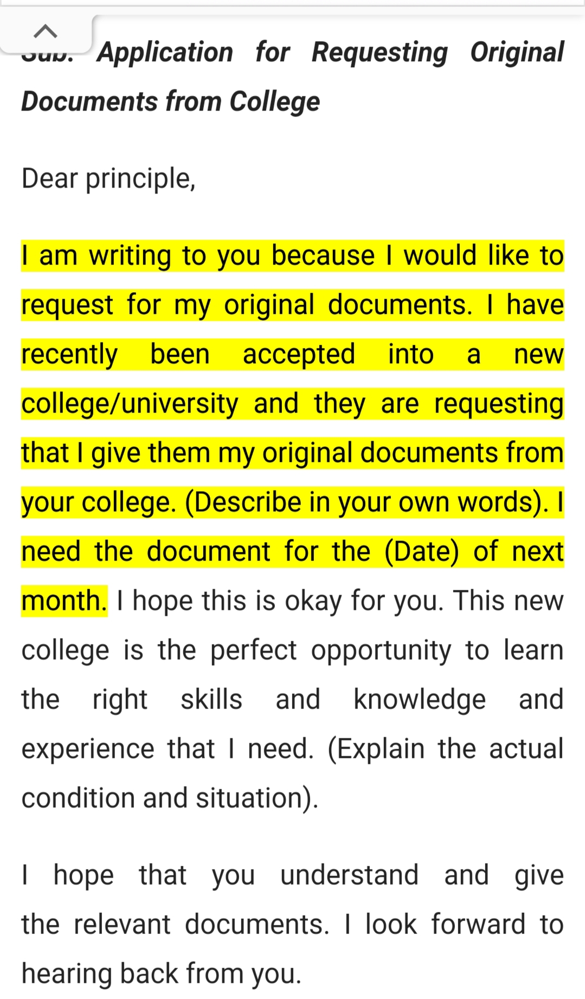 Sub: Application for Requesting Original
Documents from College
Dear principle,
I am writing to you because I would like to
request for my original documents. I have
recently been accepted into a new
college/university and they are requesting
that I give them my original documents from
your college. (Describe in your own words). I
need the document for the (Date) of next
month. I hope this is okay for you. This new
college is the perfect opportunity to learn
the right skills and knowledge and
experience that I need. (Explain the actual
condition and situation).
I hope that you understand and give
the relevant documents. I look forward to
hearing back from you.